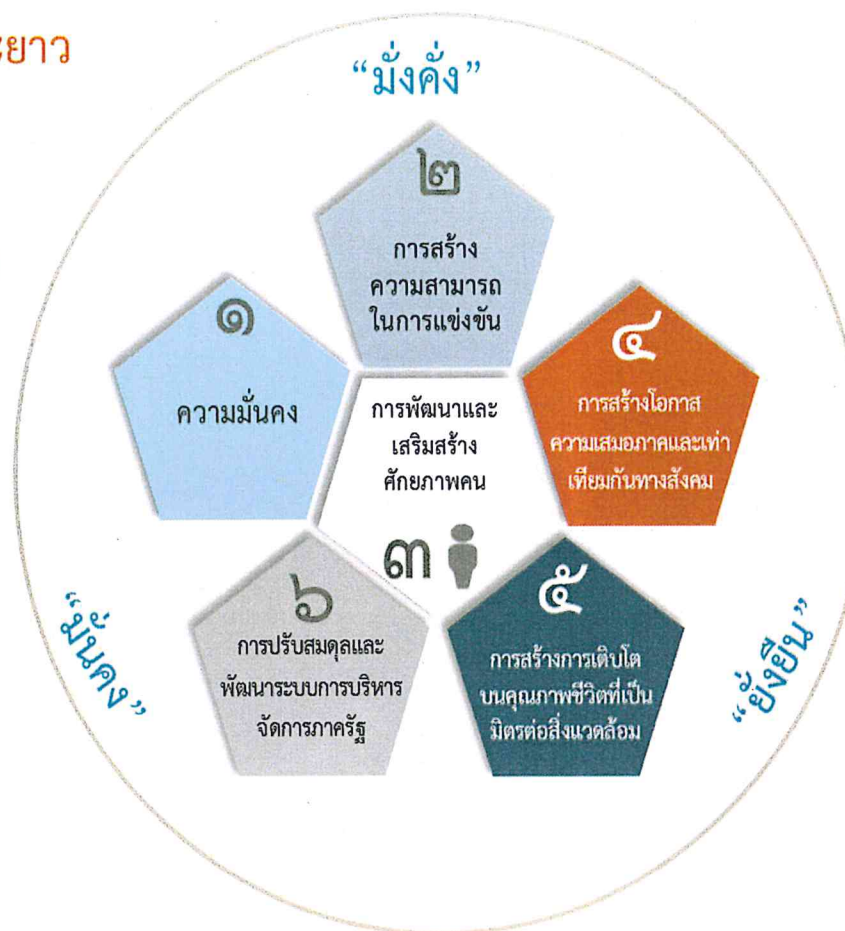 ะยาว
“มั่งคั่ง”
๒
การสร้าง
ความสามารถ
ในการแข่งขัน
๑
ความมั่นคง
๔
การสร้างโอกาส
ความเสมอภาคและเท่า
เทียมกันทางสังคม
การพัฒนาและ
เสริมสร้าง
ศักยภาพคน
๓
๖
การปรับสมดุลและ
พัฒนาระบบการบริหาร
จัดการภาครัฐ
๕
การสร้างการเติบโต
บนคุณภาพชีวิตที่เป็น
มิตรต่อสิ่งแวดล้อม
“มั่นคง”
“ยั่งยืน”